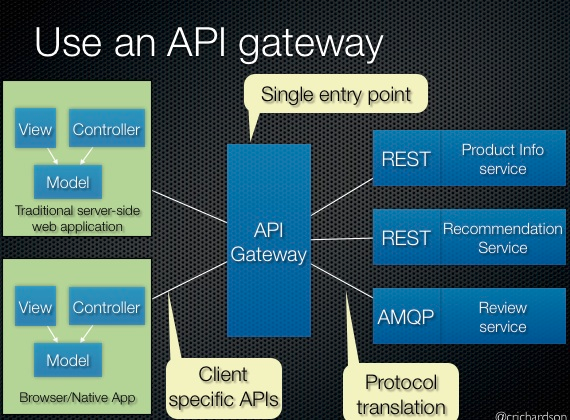 Use an API gateway
Single entry point
View
Controller
Model
Traditional server-side
web application
View
Controller
Model
Browser/Native App
API
Gateway
REST
Product Info
service
REST
Recommendation
Service
AMQP
Review
service
Client
specific APIs
Protocol
translation
@crichardson